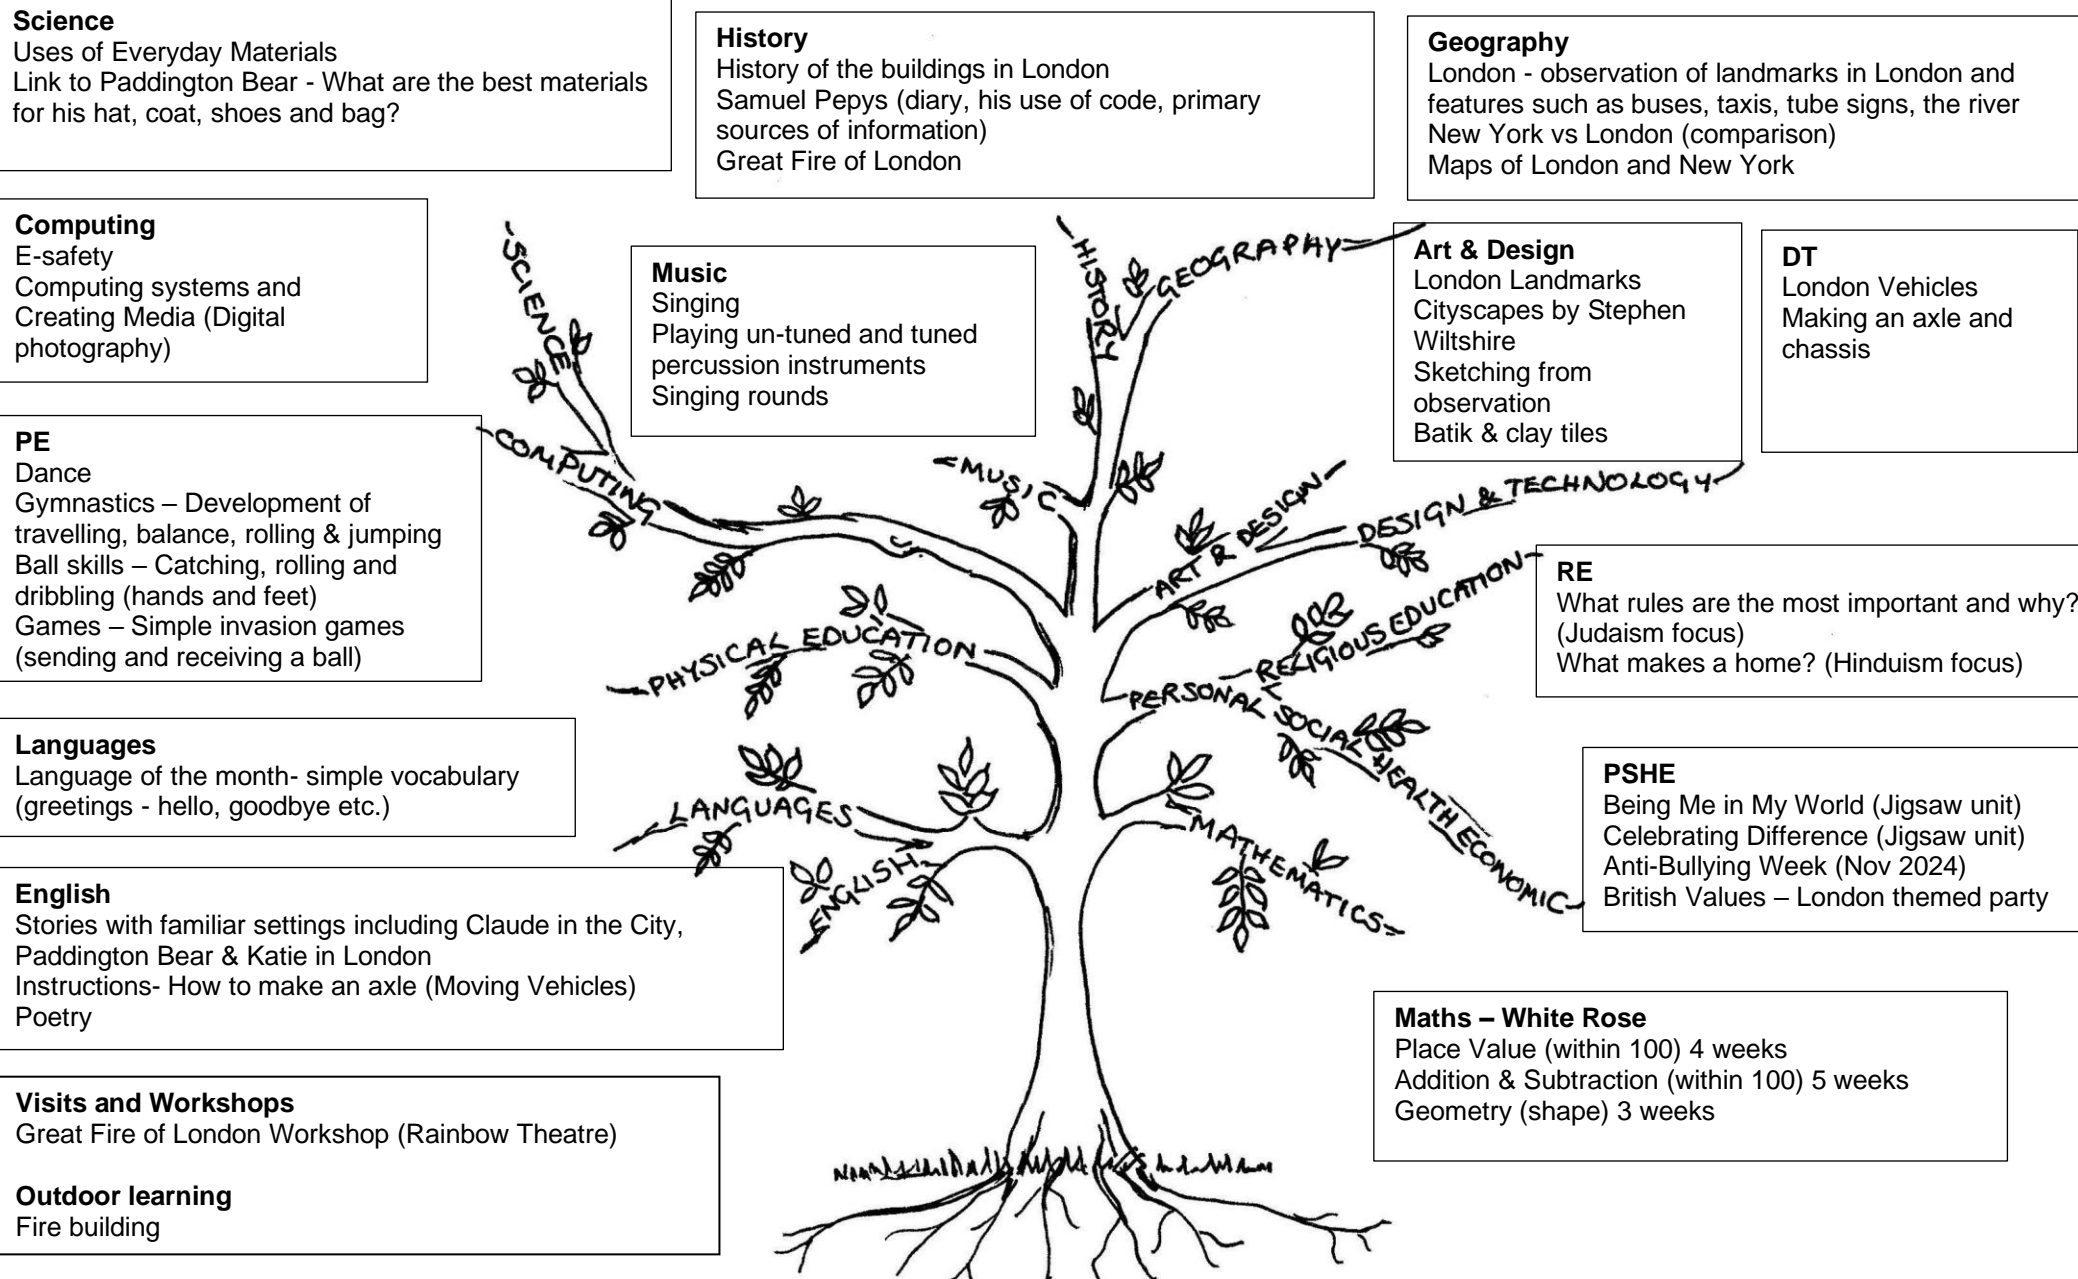 Science
Uses of Everyday Materials
Link to Paddington Bear - What are the best materials
for his hat, coat, shoes and bag?
History
History of the buildings in London
Samuel Pepys (diary, his use of code, primary
sources of information)
Great Fire of London
Geography
London - observation of landmarks in London and
features such as buses, taxis, tube signs, the river
New York vs London (comparison)
Maps of London and New York
Computing
E-safety
Computing systems and
Creating Media (Digital
photography)
SCIENCE
Music
Singing
Playing un-tuned and tuned
percussion instruments
Singing rounds
HISTORY
GEOGRAPHY
Art & Design
London Landmarks
Cityscapes by Stephen
Wiltshire
Sketching from
observation
Batik & clay tiles
DT
London Vehicles
Making an axle and
chassis
PE
Dance
Gymnastics – Development of
travelling, balance, rolling & jumping
Ball skills – Catching, rolling and
dribbling (hands and feet)
Games – Simple invasion games
(sending and receiving a ball)
COMPUTING
MUSIC
ART & DESIGN
DESIGN & TECHNOLOGY
RELIGIOUS EDUCATION
RE
What rules are the most important and why?
(Judaism focus)
What makes a home? (Hinduism focus)
PHYSICAL EDUCATION
PERSONAL SOCIAL HEALTH ECONOMIC
Languages
Language of the month- simple vocabulary
(greetings - hello, goodbye etc.)
LANGUAGES
MATHEMATICS
PSHE
Being Me in My World (Jigsaw unit)
Celebrating Difference (Jigsaw unit)
Anti-Bullying Week (Nov 2024)
British Values – London themed party
ENGLISH
English
Stories with familiar settings including Claude in the City,
Paddington Bear & Katie in London
Instructions- How to make an axle (Moving Vehicles)
Poetry
Maths – White Rose
Place Value (within 100) 4 weeks
Addition & Subtraction (within 100) 5 weeks
Geometry (shape) 3 weeks
Visits and Workshops
Great Fire of London Workshop (Rainbow Theatre)
Outdoor learning
Fire building